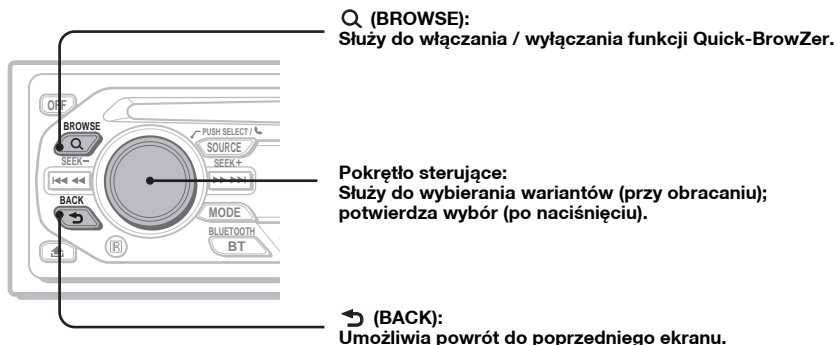 (BROWSE):
Służy do włączania / wyłączania funkcji Quick-BrowZer.
OFF
BROWSE
PUSH SELECT /
SOURCE
SEEK–
SEEK+
Pokrętło sterujące:
Służy do wybierania wariantów (przy obracaniu);
potwierdza wybór (po naciśnięciu).
BACK
MODE
BLUETOOTH
R
BT
(BACK):
Umożliwia powrót do poprzedniego ekranu.